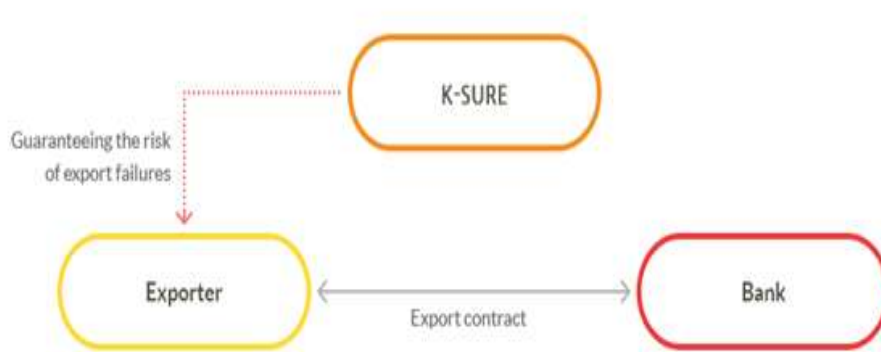 K-SURE
Guaranteeing the risk
of export failures
Exporter
Export contract
Bank